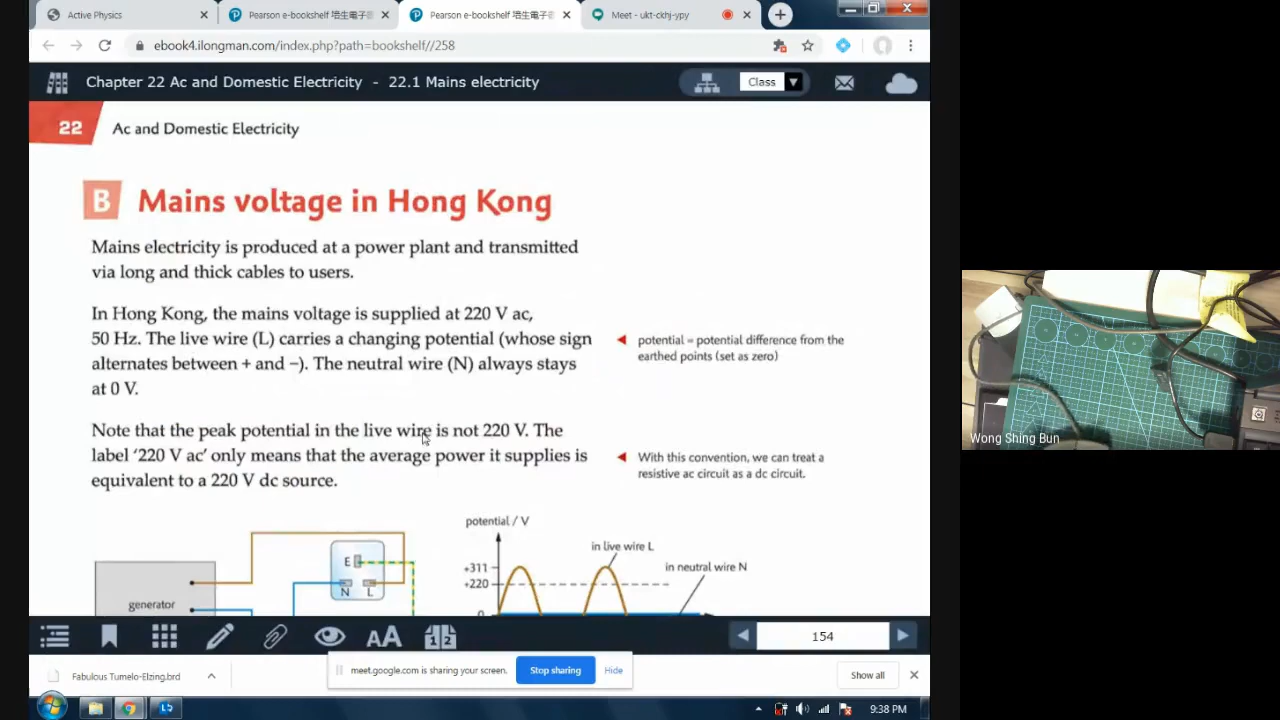 Active Physics
Pearson e-bookshelf 培生電子
Pearson e-bookshelf 培生電子
Meet - ukt-ckhj-ypy
ebook4.ilongman.com/index.php?path=bookshelf//258
Chapter 22 Ac and Domestic Electricity - 22.1 Mains electricity
Class
22 Ac and Domestic Electricity
B Mains voltage in Hong Kong
Mains electricity is produced at a power plant and transmitted
via long and thick cables to users.
In Hong Kong, the mains voltage is supplied at 220 V ac,
50 Hz. The live wire (L) carries a changing potential (whose sign
alternates between + and −). The neutral wire (N) always stays
at 0 V.
potential = potential difference from the
earthed points (set as zero)
Note that the peak potential in the live wire is not 220 V. The
label ‘220 V ac’ only means that the average power it supplies is
equivalent to a 220 V dc source.
With this convention, we can treat a
resistive ac circuit as a dc circuit.
generator
E
N L
potential / V
in live wire L
in neutral wire N
+311
+220
0
AA
1 2
154
meet.google.com is sharing your screen.
Stop sharing
Hide
Fabulous Tumelo-Elzing.brd
Show all
9:38 PM
Wong Shing Bun